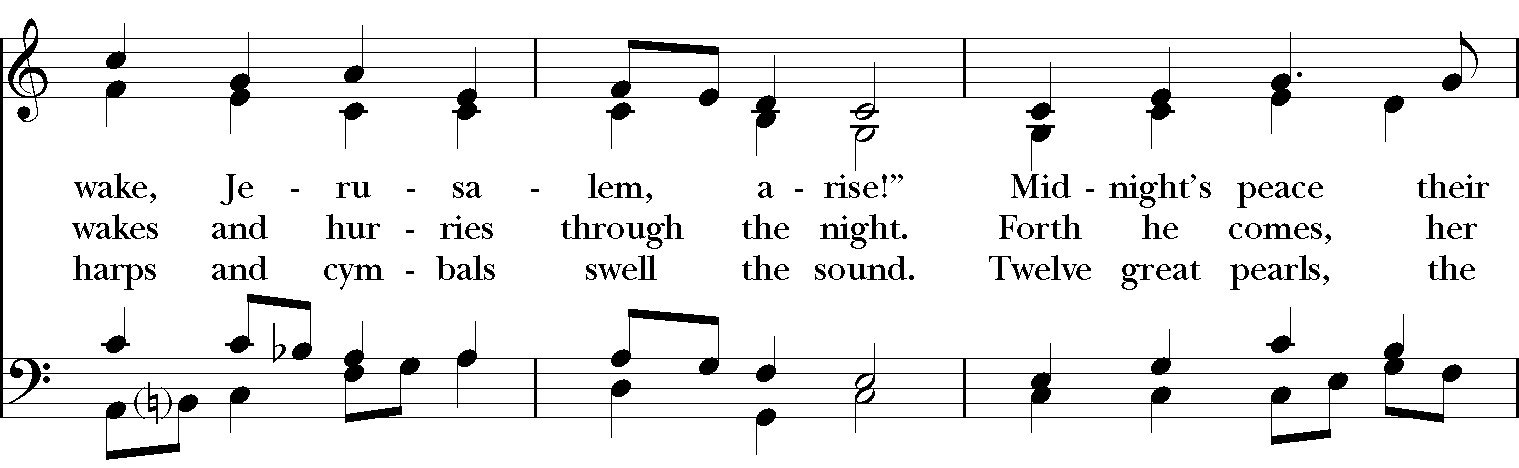 wake, Je - ru - sa - lem, a - rise!” Mid - night’s peace their
wakes and hur - ries through the night. Forth he comes, her
harps and cym - bals swell the sound. Twelve great pearls, the